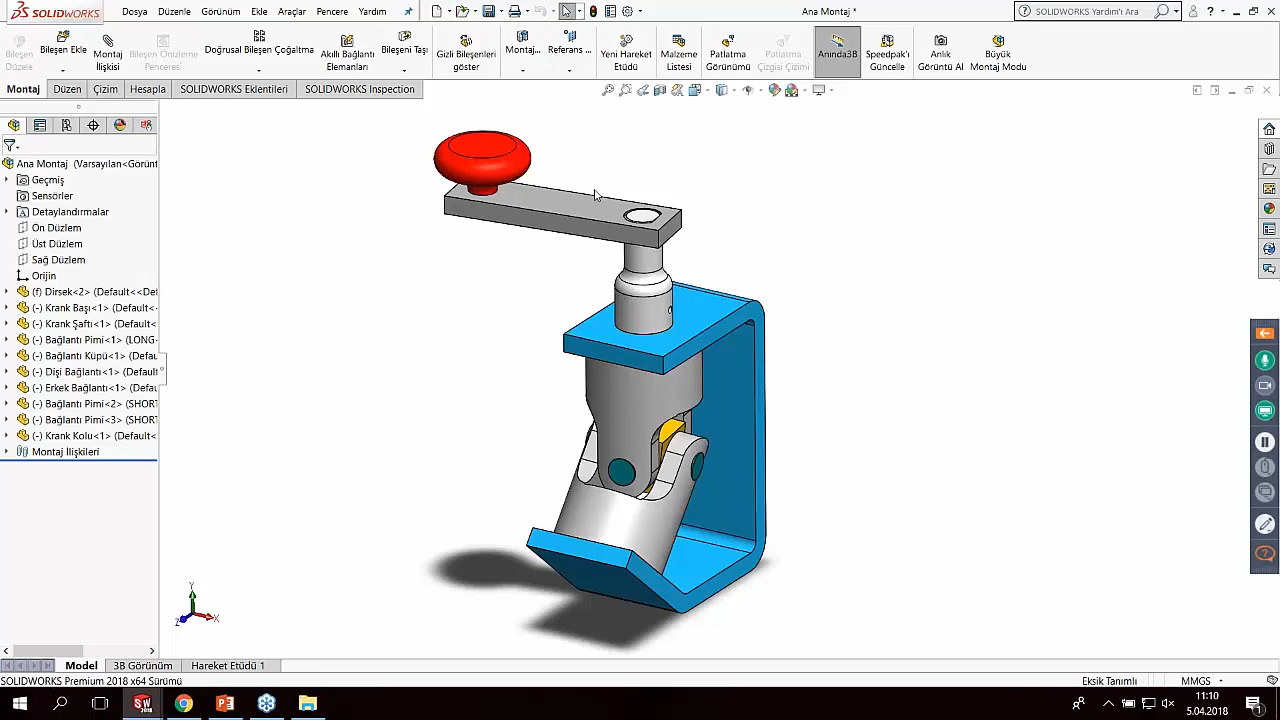 SOLIDWORKS
Dosya Düzenle Görünüm Ekle Araçlar Pencere Yardım
Ana Montaj *
SOLIDWORKS Yardım'ı Ara
Bileşen Düzele
Bileşen Ekle
Montaj İlişkisi
Bileşen Önizleme Penceresi
Doğrusal Bileşen Çoğaltma
Akıllı Bağlantı Elemanları
Bileşeni Taşı
Gizli Bileşenleri göster
Montaj...
Referans ...
Yeni Hareket Etüdü
Malzeme Listesi
Patlatma Görünümü
Patlatma Çizgisi Çizimi
Anında3B
Speedpak'ı Güncelle
Anlık Görüntü Al
Büyük Montaj Modu
Montaj Düzen Çizim Hesapla SOLIDWORKS Eklentileri SOLIDWORKS Inspection
Ana Montaj (Varsayılan<Görünt
Geçmiş
Sensörler
Detaylandırmalar
Ön Düzlem
Üst Düzlem
Sağ Düzlem
Orijin
(f) Dirsek<2> (Default<<Det
(-) Krank Başı<1> (Default<
(-) Krank Şaftı<1> (Default<
(-) Bağlantı Pimi<1> (LONG
(-) Bağlantı Küpü<1> (Defau
(-) Dişi Bağlantı<1> (Default
(-) Erkek Bağlantı<1> (Defau
(-) Bağlantı Pimi<2> (SHORT
(-) Bağlantı Pimi<3> (SHORT
(-) Krank Kolu<1> (Default<
Montaj İlişkileri
Y
X
Z
Model 3B Görünüm Hareket Etüdü 1
SOLIDWORKS Premium 2018 x64 Sürümü
Eksik Tanımlı MMGS
11:10
5.04.2018